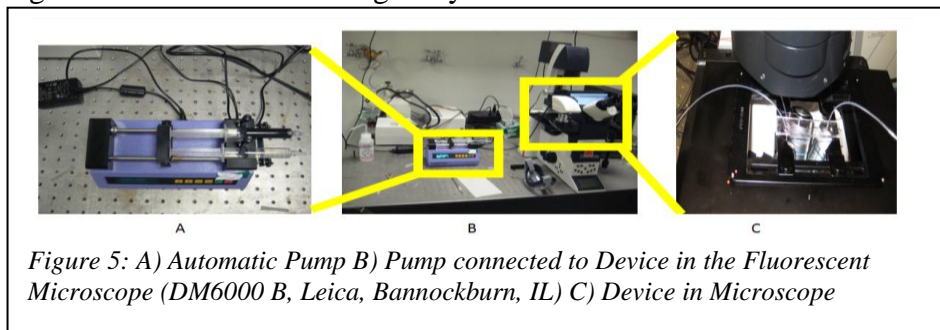 A
B
C
Figure 5: A) Automatic Pump B) Pump connected to Device in the Fluorescent
Microscope (DM6000 B, Leica, Bannockburn, IL) C) Device in Microscope